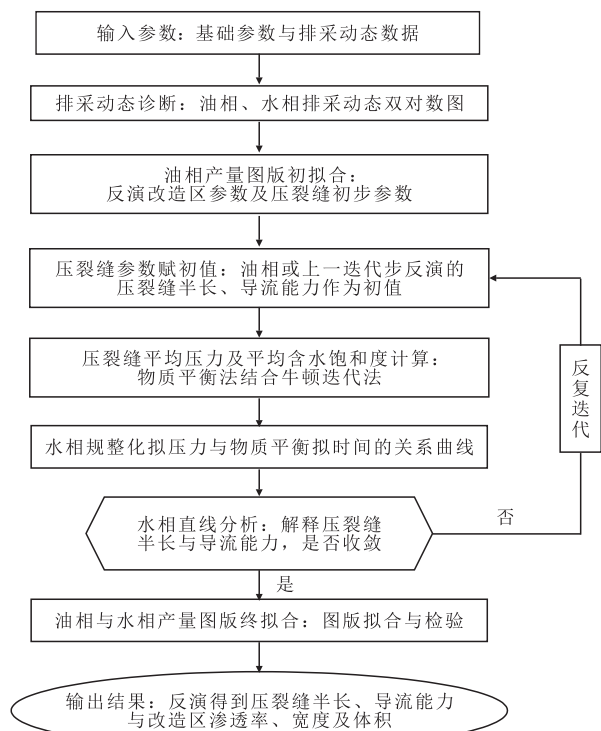 输入参数：基础参数与排采动态数据
排采动态诊断：油相、水相排采动态双对数图
油相产量图版初拟合：
反演改造区参数及压裂缝初步参数
压裂缝参数赋初值：油相或上一迭代步反演的
压裂缝半长、导流能力作为初值
压裂缝平均压力及平均含水饱和度计算：
物质平衡法结合牛顿迭代法
水相规整化拟压力与物质平衡拟时间的关系曲线
水相直线分析：解释压裂缝
半长与导流能力，是否收敛
否
反复迭代
是
油相与水相产量图版终拟合：图版拟合与检验
输出结果：反演得到压裂缝半长、导流能力
与改造区渗透率、宽度及体积